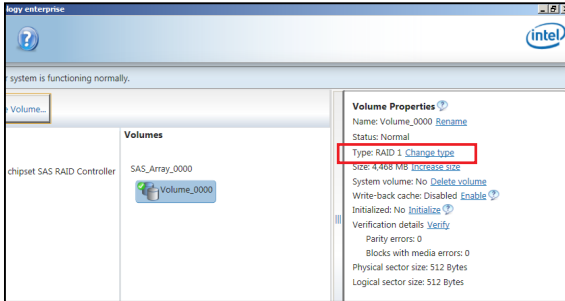 ology enterprise
?
intel
system is functioning normally.
Volume...
chipset SAS RAID Controller
Volumes
SAS_Array_0000
Volume_0000
Volume Properties ?
Name: Volume_0000 Rename
Status: Normal
Type: RAID 1 Change type
Size: 4,468 MB Increase size
System volume: No Delete volume
Write-back cache: Disabled Enable ?
Initialized: No Initialize ?
Verification details Verify
Parity errors: 0
Blocks with media errors: 0
Physical sector size: 512 Bytes
Logical sector size: 512 Bytes